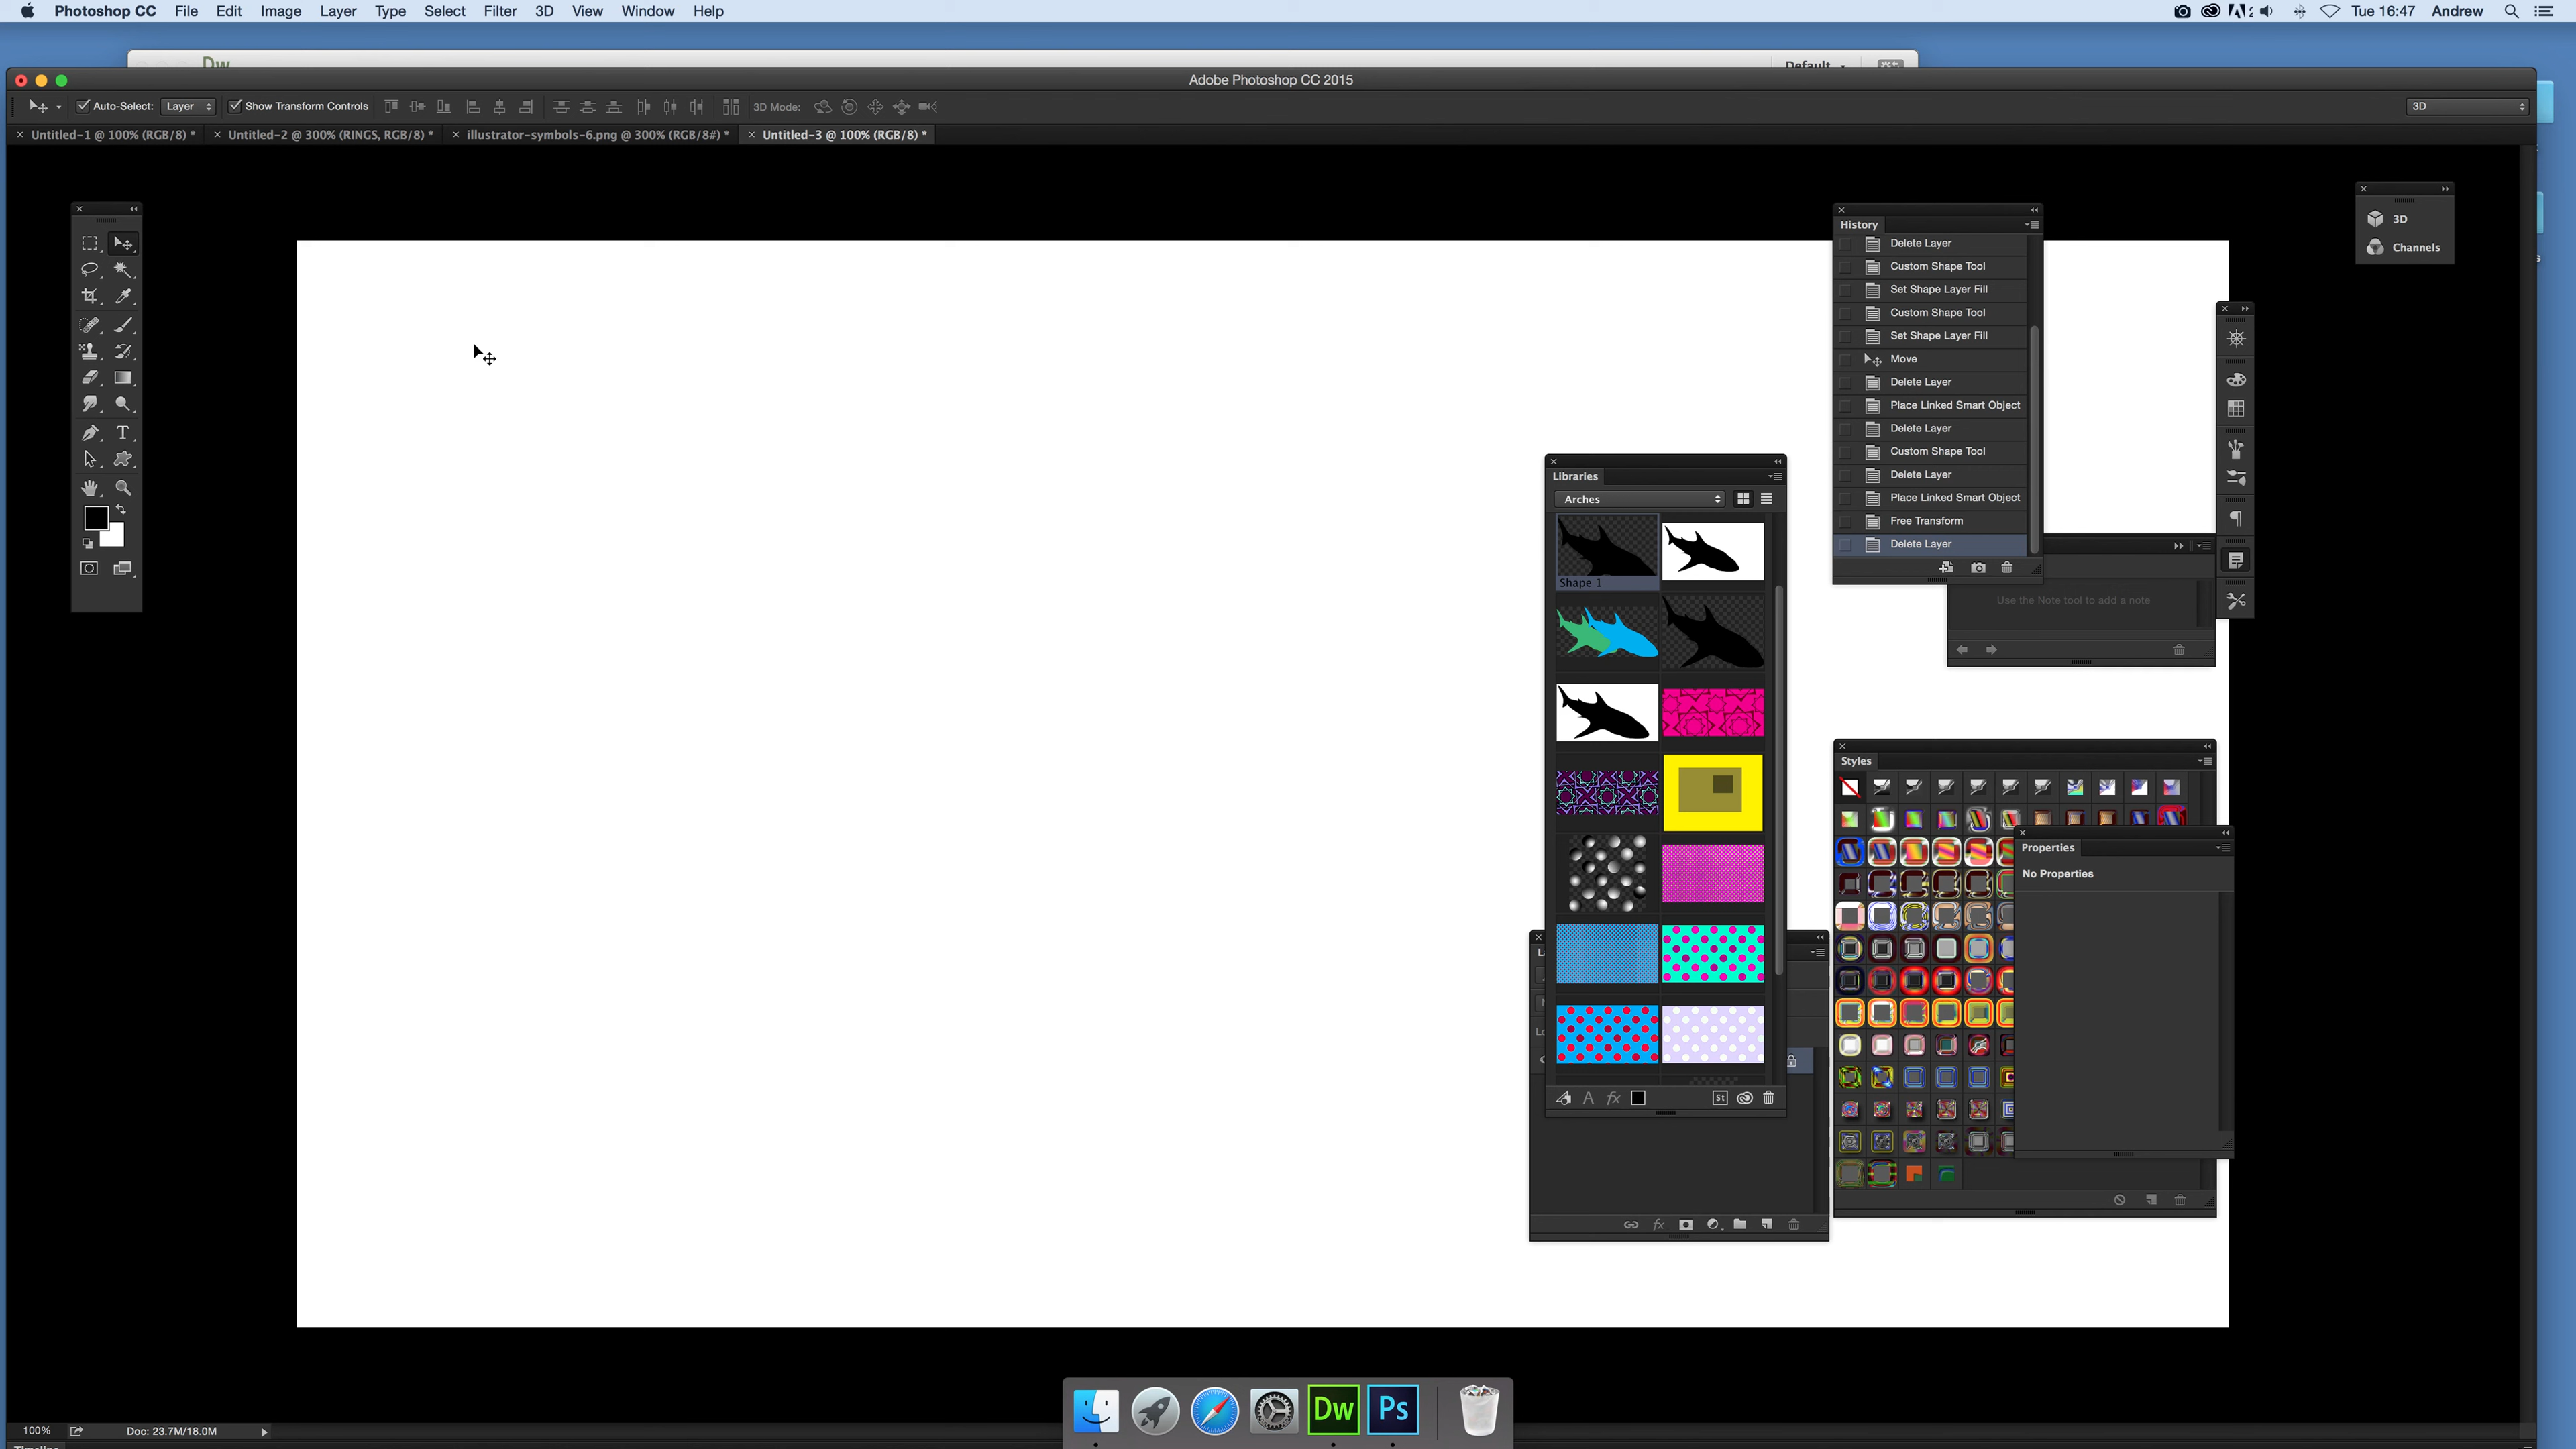 Photoshop CC File Edit Image Layer Type Select Filter 3D View Window Help Tue 16:47 Andrew
Dw Default
Adobe Photoshop CC 2015
Auto-Select: Layer Show Transform Controls 3D Mode: 3D
Untitled-1 @ 100% (RGB/8) * Untitled-2 @ 300% (RINGS, RGB/8) * illustrator-symbols-6.png @ 300% (RGB/8#) * Untitled-3 @ 100% (RGB/8) *
3D
Channels
History
Delete Layer
Custom Shape Tool
Set Shape Layer Fill
Custom Shape Tool
Set Shape Layer Fill
Move
Delete Layer
Place Linked Smart Object
Delete Layer
Custom Shape Tool
Delete Layer
Place Linked Smart Object
Free Transform
Delete Layer
Use the Note tool to add a note
Libraries
Arches
Shape 1
A fx St
fx
Styles
Properties
No Properties
T
100% Doc: 23.7M/18.0M
Dw Ps